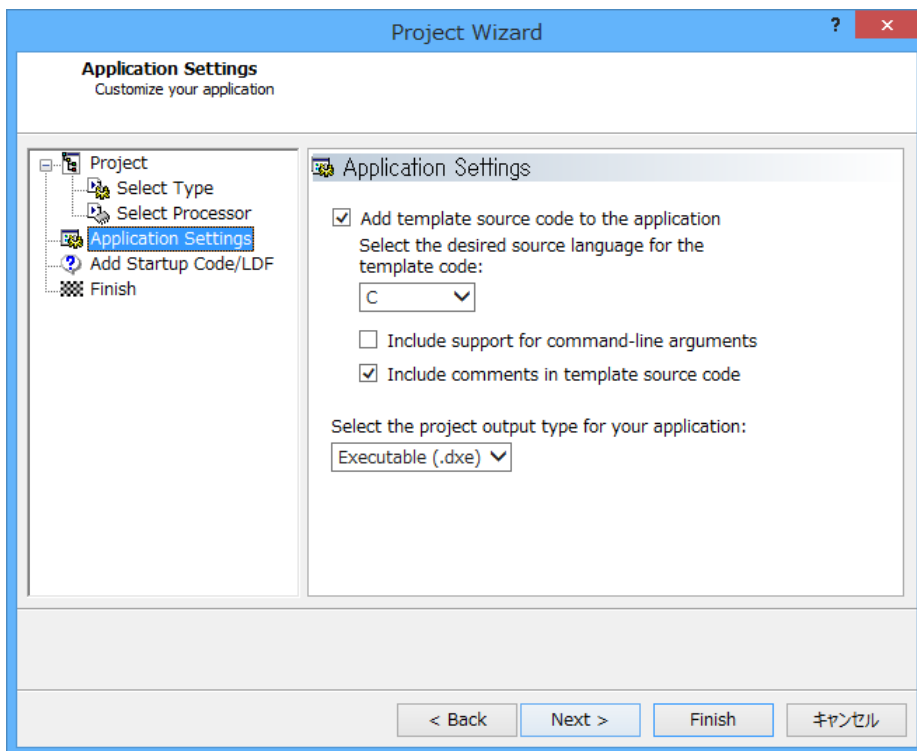 Project Wizard
?
Application Settings
Customize your application
Project
Select Type
Select Processor
Application Settings
Add Startup Code/LDF
Finish
Application Settings
Add template source code to the application
Select the desired source language for the
template code:
C
Include support for command-line arguments
Include comments in template source code
Select the project output type for your application:
Executable (.dxe)
< Back
Next >
Finish
キャンセル